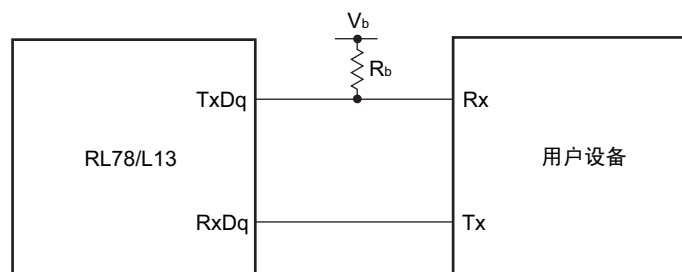 Vb
Rb
TxDq
Rx
RL78/L13
用户设备
RxDq
Tx